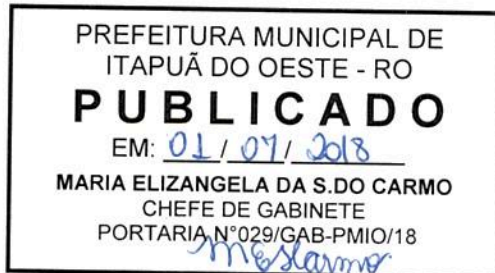 PREFEITURA MUNICIPAL DE
ITAPUÃ DO OESTE - RO
PUBLICADO
EM: 01 / 07 / 2018
MARIA ELIZANGELA DA S.DO CARMO
CHEFE DE GABINETE
PORTARIA N°029/GAB-PMIO/18
MESCarmo